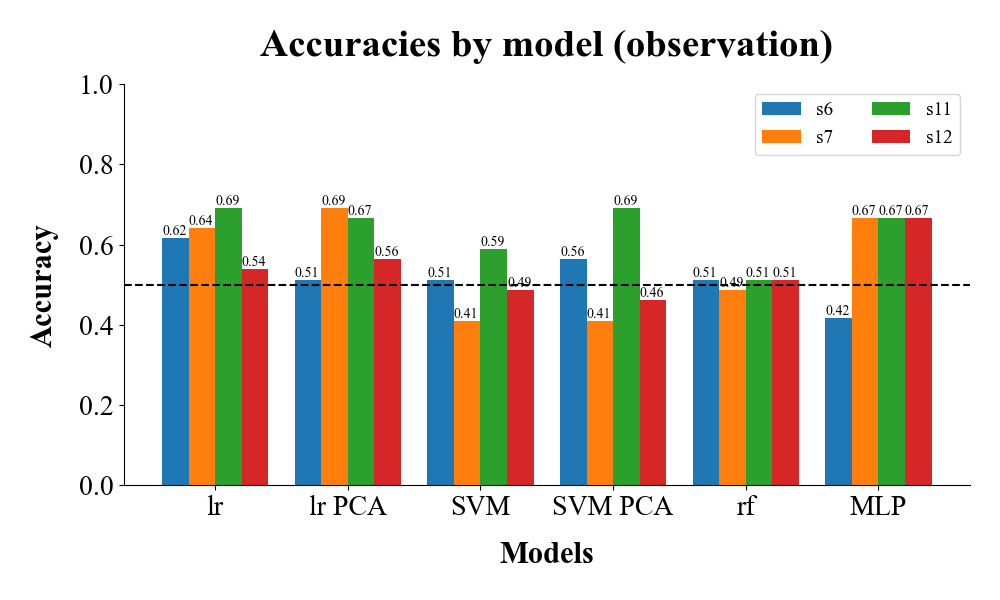 Accuracies by model (observation)
1.0
0.8
0.6
0.4
0.2
0.0
Accuracy
s6 s11
s7 s12
0.62 0.64 0.69 0.54
0.51 0.69 0.67 0.56
0.51 0.41 0.59 0.49
0.56 0.41 0.69 0.46
0.51 0.49 0.51 0.51
0.42 0.67 0.67 0.67
lr lr PCA SVM SVM PCA rf MLP
Models